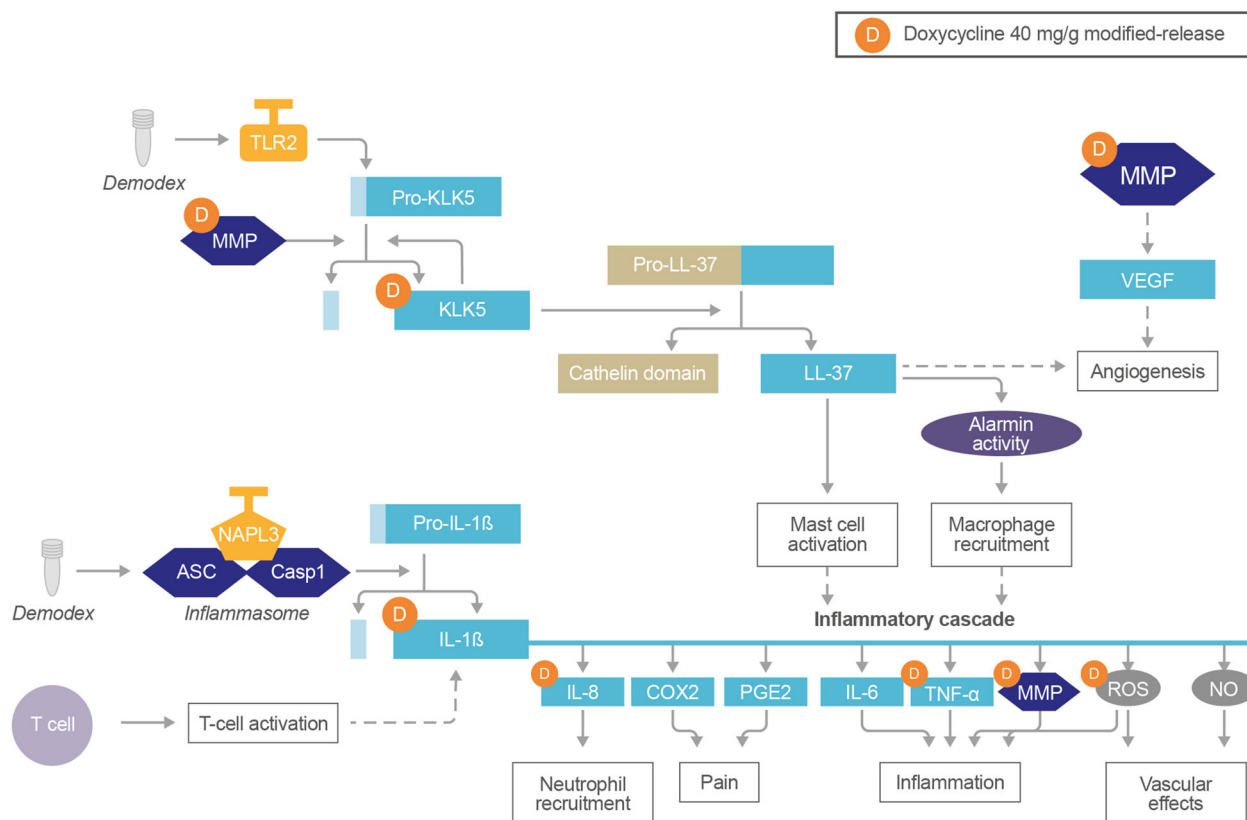 D Doxycycline 40 mg/g modified-release
TLR2
Demodex
Pro-KLK5
D
MMP
D
MMP
Pro-LL-37
VEGF
D
KLK5
Cathelin domain
LL-37
Angiogenesis
Alarmin
activity
NAPL3
Pro-IL-1ß
Mast cell
activation
Macrophage
recruitment
ASC
Casp1
Demodex
Inflammasome
Inflammatory cascade
D
IL-1ß
D
IL-8
COX2
PGE2
IL-6
D
TNF-α
D
MMP
D
ROS
NO
T cell
T-cell activation
Neutrophil
recruitment
Pain
Inflammation
Vascular
effects